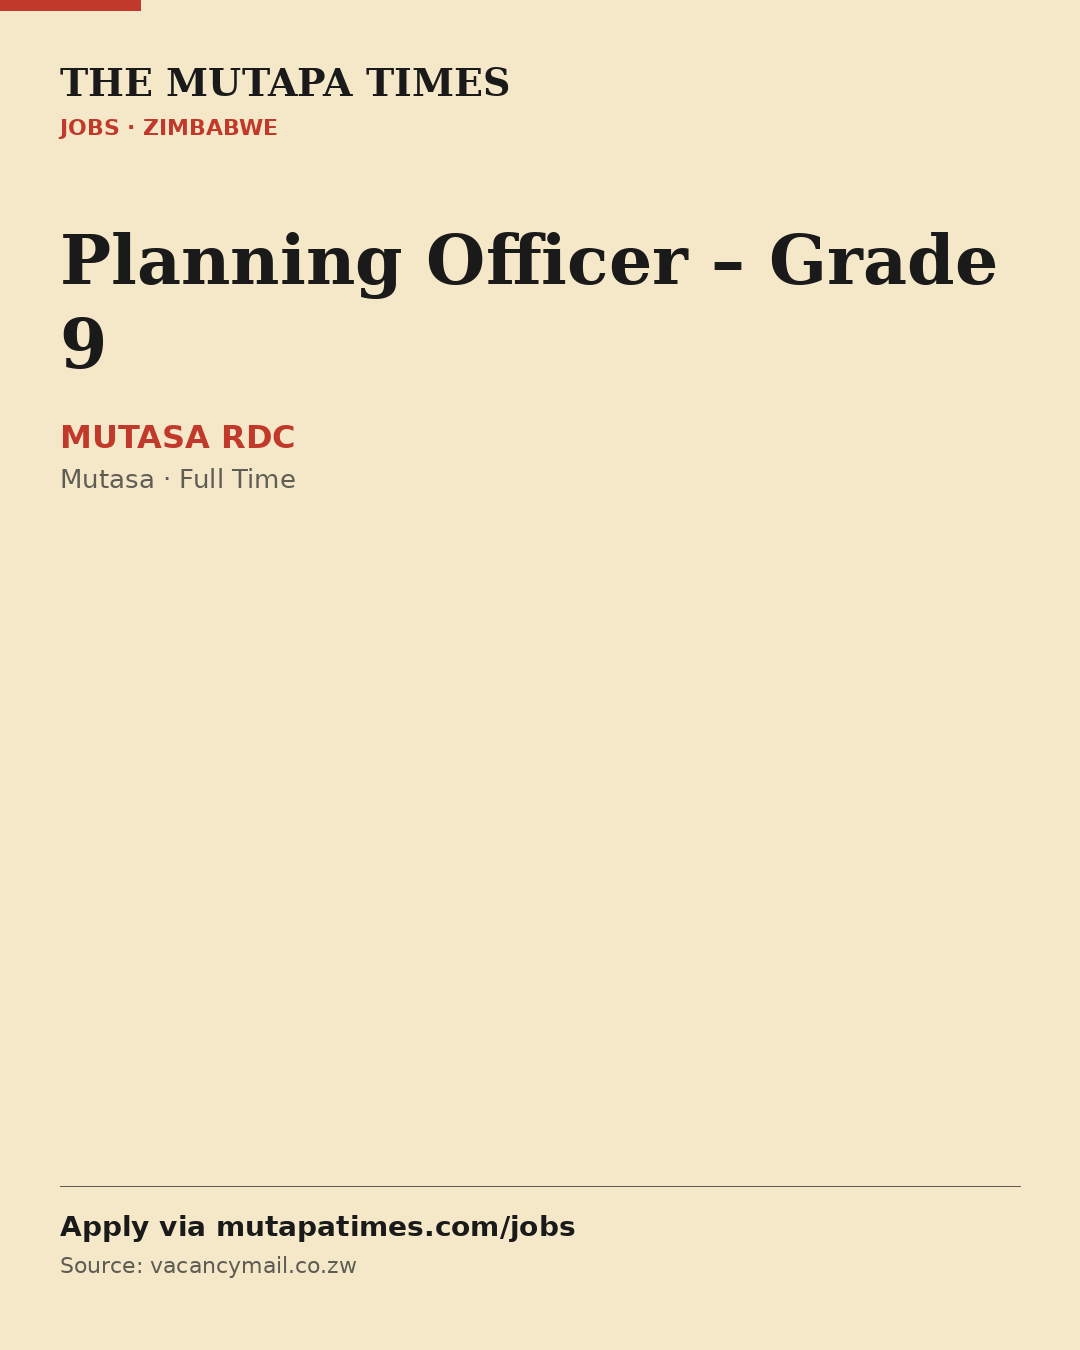 THE MUTAPA TIMES
JOBS · ZIMBABWE
Planning Officer – Grade
9
MUTASA RDC
Mutasa · Full Time
Apply via mutapatimes.com/jobs
Source: vacancymail.co.zw